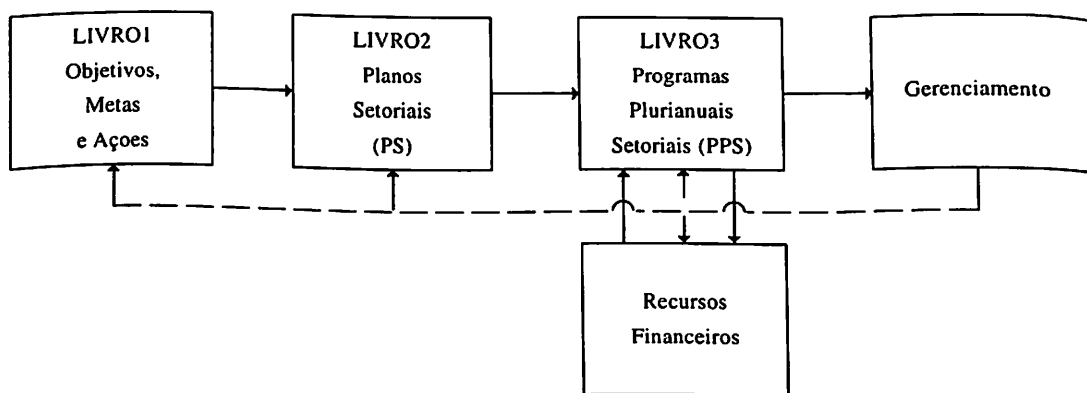 LIVRO1
Objetivos,
Metas
e Açoes
LIVRO2
Planos
Setoriais
(PS)
LIVRO3
Programas
Plurianuais
Setoriais (PPS)
Gerenciamento
Recursos
Financeiros